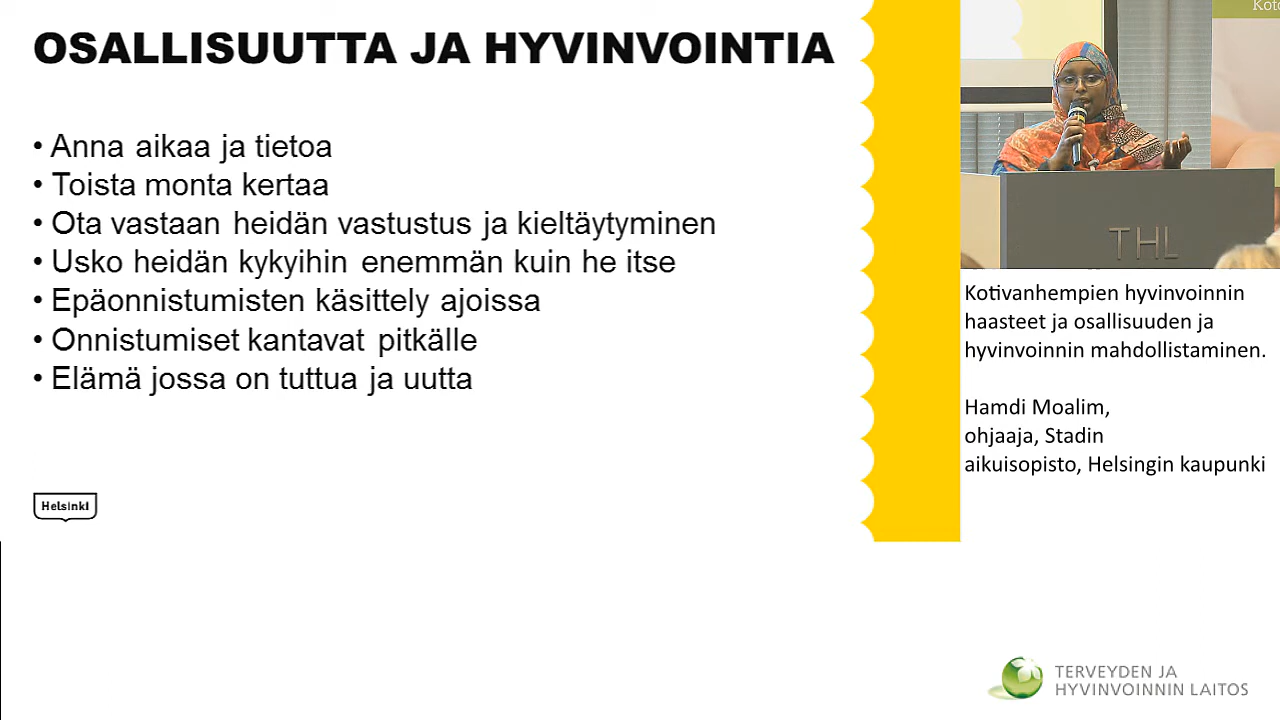 OSALLISUUTTA JA HYVINVOINTIA
• Anna aikaa ja tietoa
• Toista monta kertaa
• Ota vastaan heidän vastustus ja kieltäytyminen
• Usko heidän kykyihin enemmän kuin he itse
• Epäonnistumisten käsittely ajoissa
• Onnistumiset kantavat pitkälle
• Elämä jossa on tuttua ja uutta
Helsinki
THL
Kotivanhempien hyvinvoinnin
haasteet ja osallisuuden ja
hyvinvoinnin mahdollistaminen.
Hamdi Moalim,
ohjaaja, Stadin
aikuisopisto, Helsingin kaupunki
TERVEYDEN JA
HYVINVOINNIN LAITOS